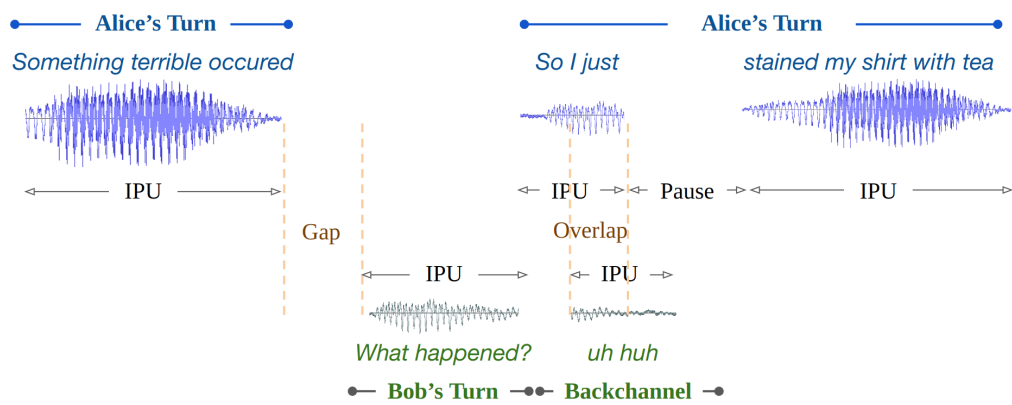 Alice's Turn
Alice's Turn
Something terrible occured
So I just
stained my shirt with tea
IPU
IPU
Pause
IPU
Gap
Overlap
IPU
IPU
What happened?
uh huh
Bob's Turn
Backchannel